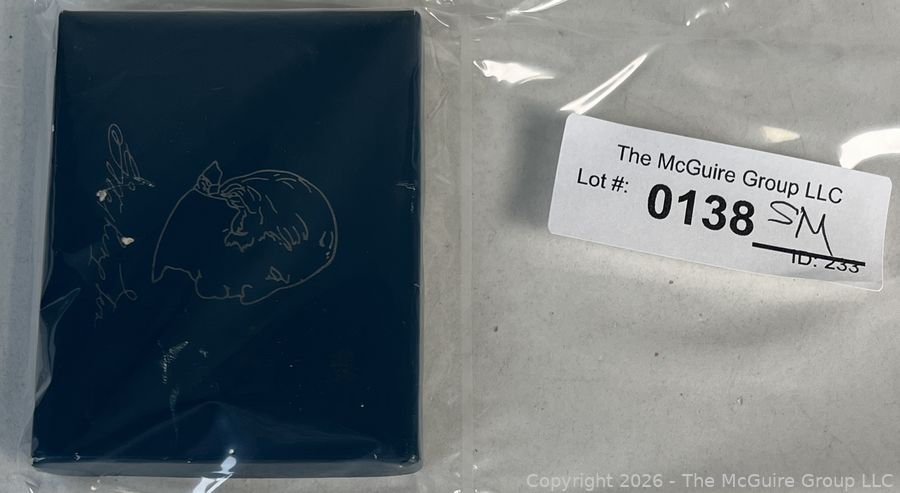 The McGuire Group LLC
Lot #: 0138 SM
ID: 233
Copyright 2026 - The McGuire Group LLC